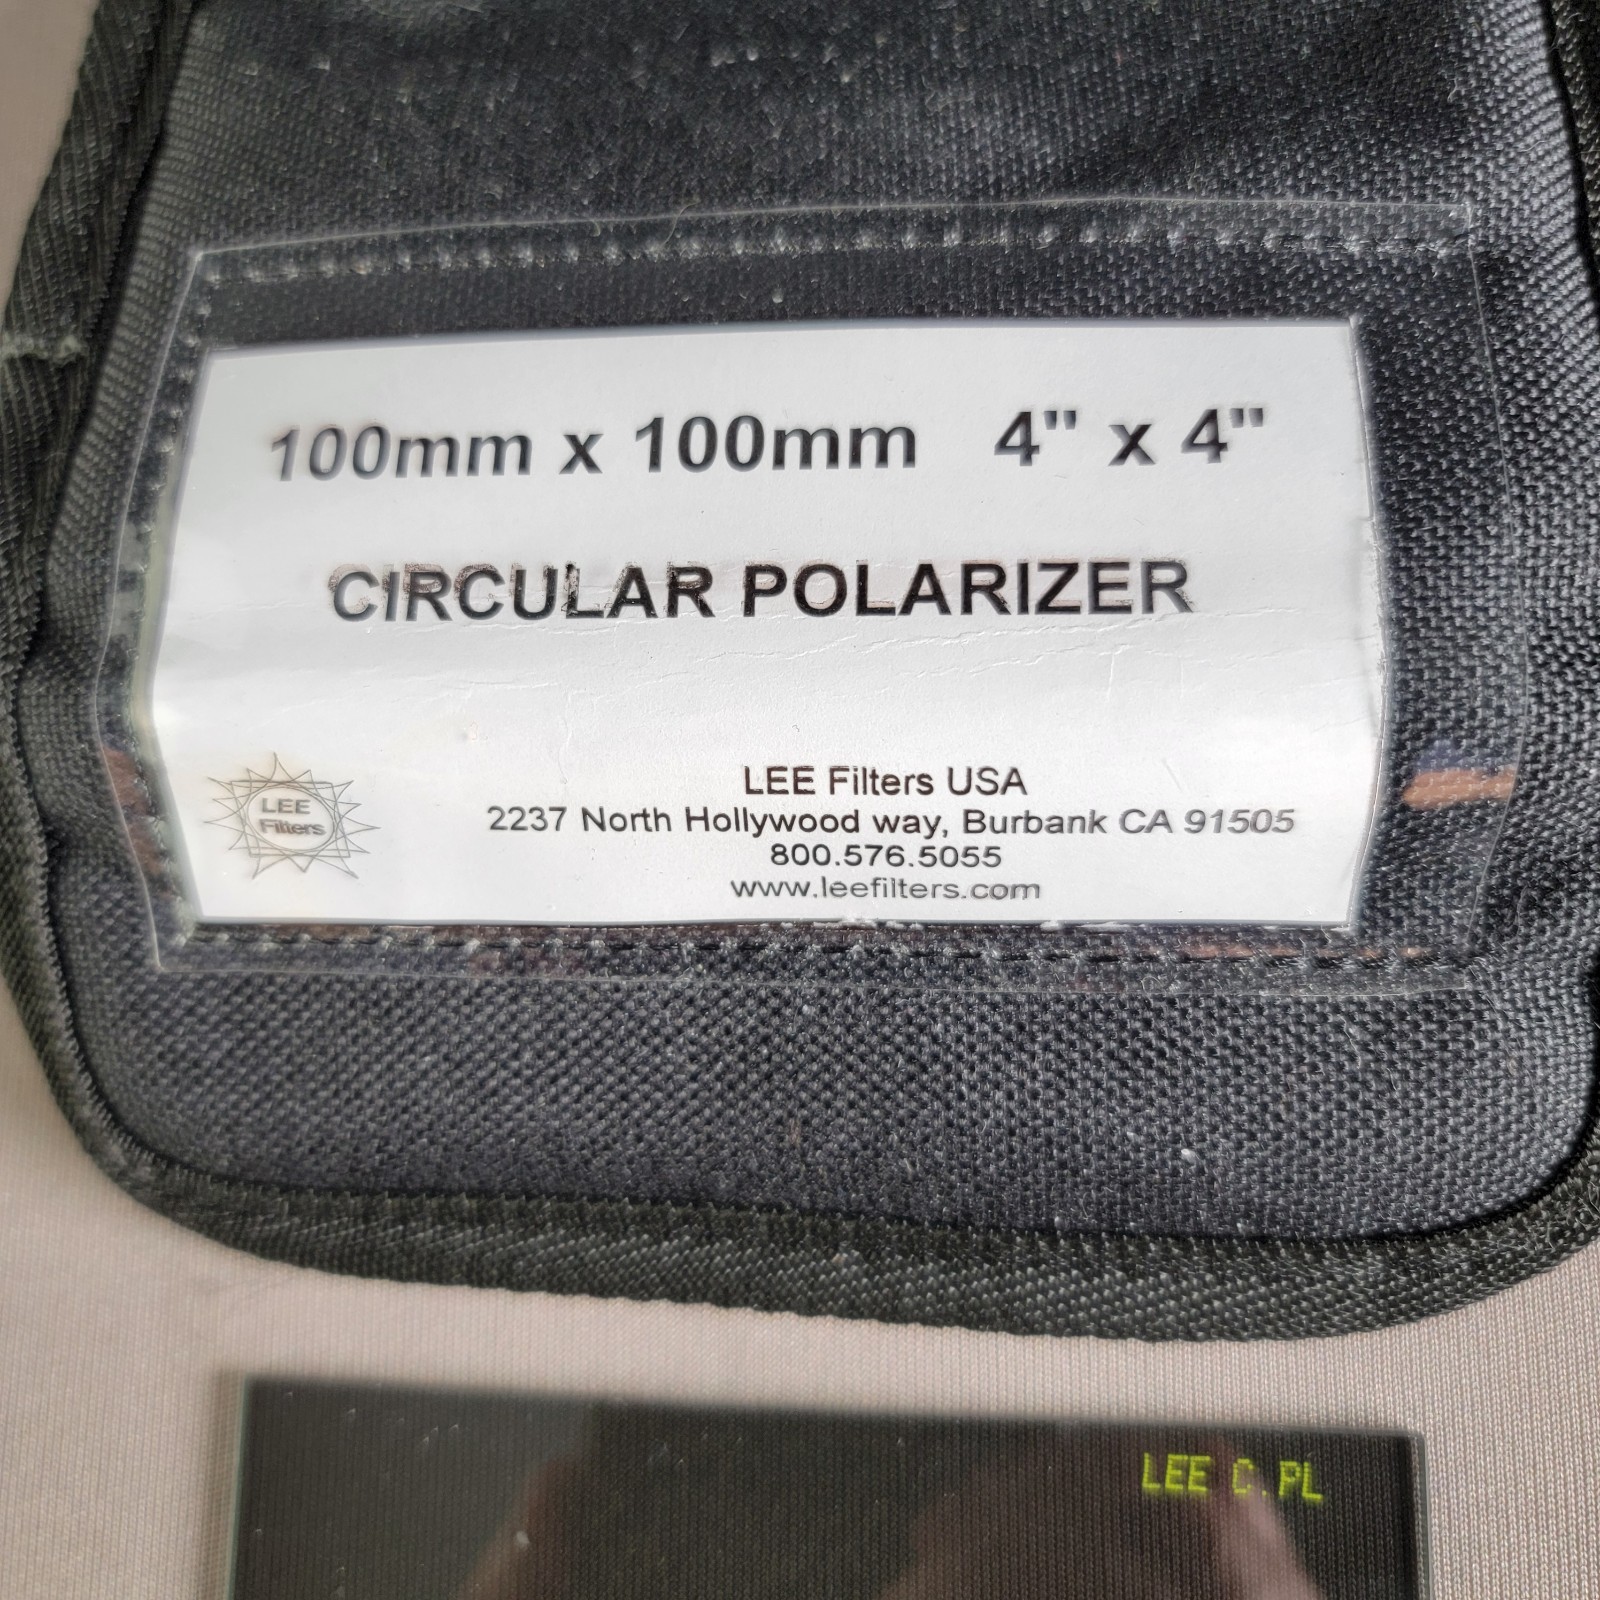 100mm x 100mm 4" x 4"
CIRCULAR POLARIZER
LEE
Filters
LEE Filters USA
2237 North Hollywood way, Burbank CA 91505
800.576.5055
www.leefilters.com
LEE C.PL